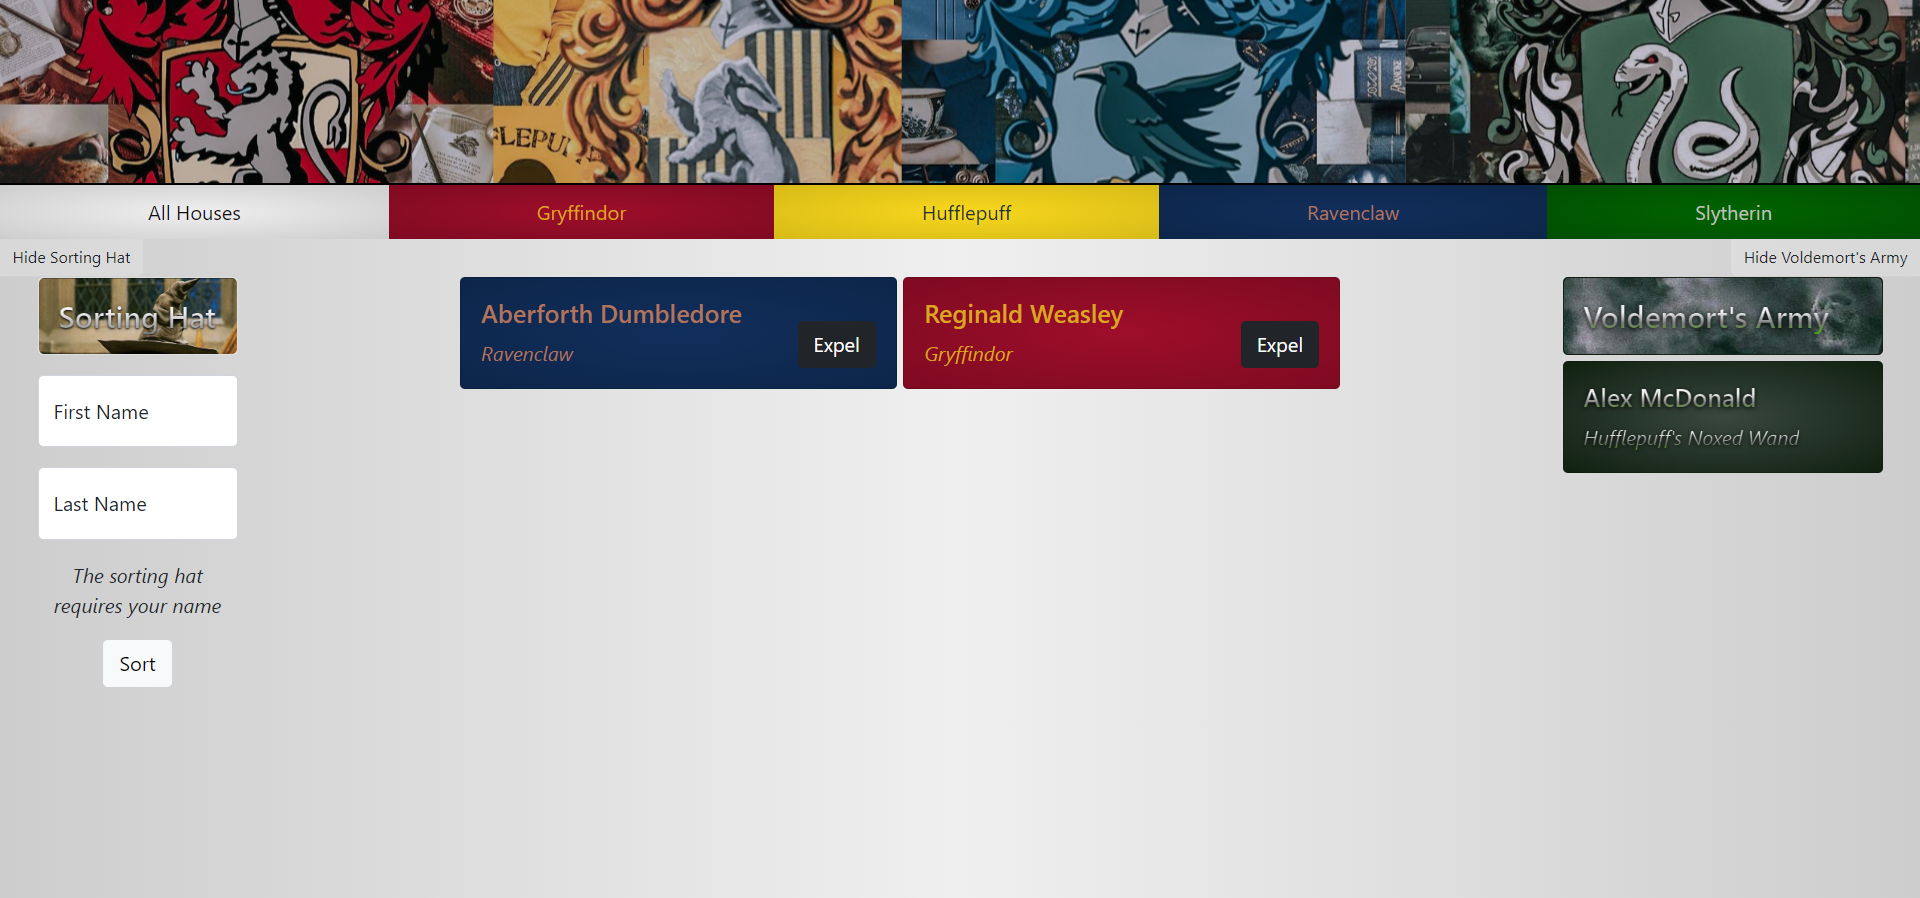 LEPU
All Houses
Gryffindor
Hufflepuff
Ravenclaw
Slytherin
Hide Sorting Hat
Hide Voldemort's Army
Sorting Hat
First Name
Last Name
The sorting hat
requires your name
Sort
Aberforth Dumbledore
Ravenclaw
Expel
Reginald Weasley
Gryffindor
Expel
Voldemort's Army
Alex McDonald
Hufflepuff's Noxed Wand